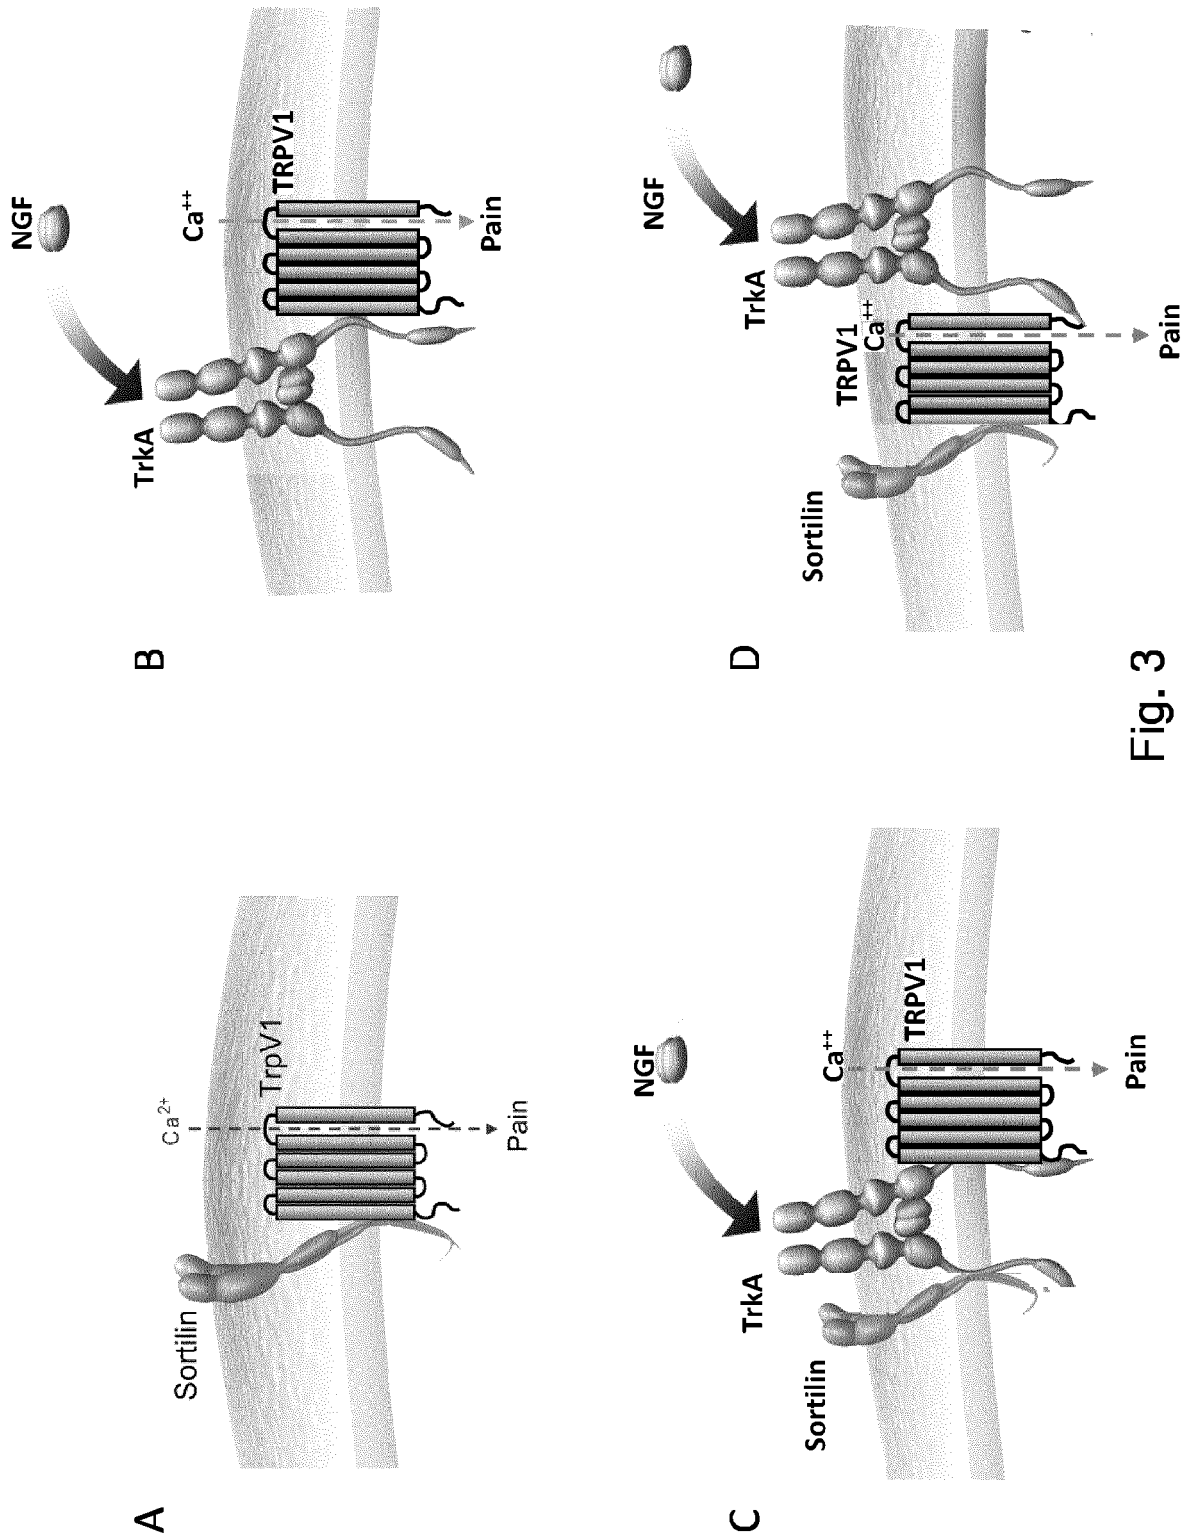 A
Ca2+
TrpV1
Sortilin
Pain
B
NGF
Ca++
TRPV1
TrkA
Pain
C
NGF
Ca++
TRPV1
TrkA
Sortilin
Pain
D
NGF
TrkA
TRPV1
Ca++
Sortilin
Pain
Fig. 3